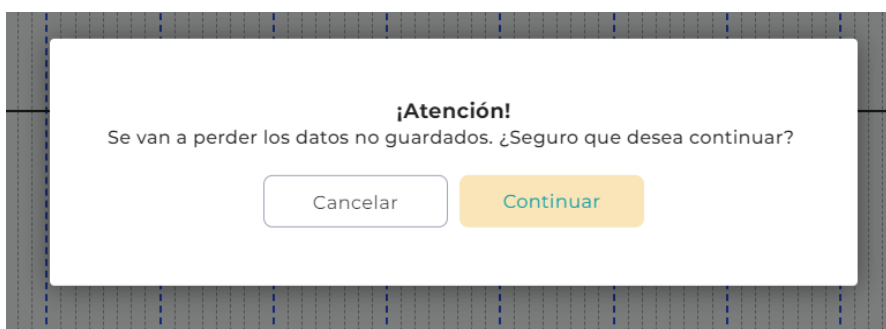 ¡Atención!
Se van a perder los datos no guardados. ¿Seguro que desea continuar?
Cancelar
Continuar